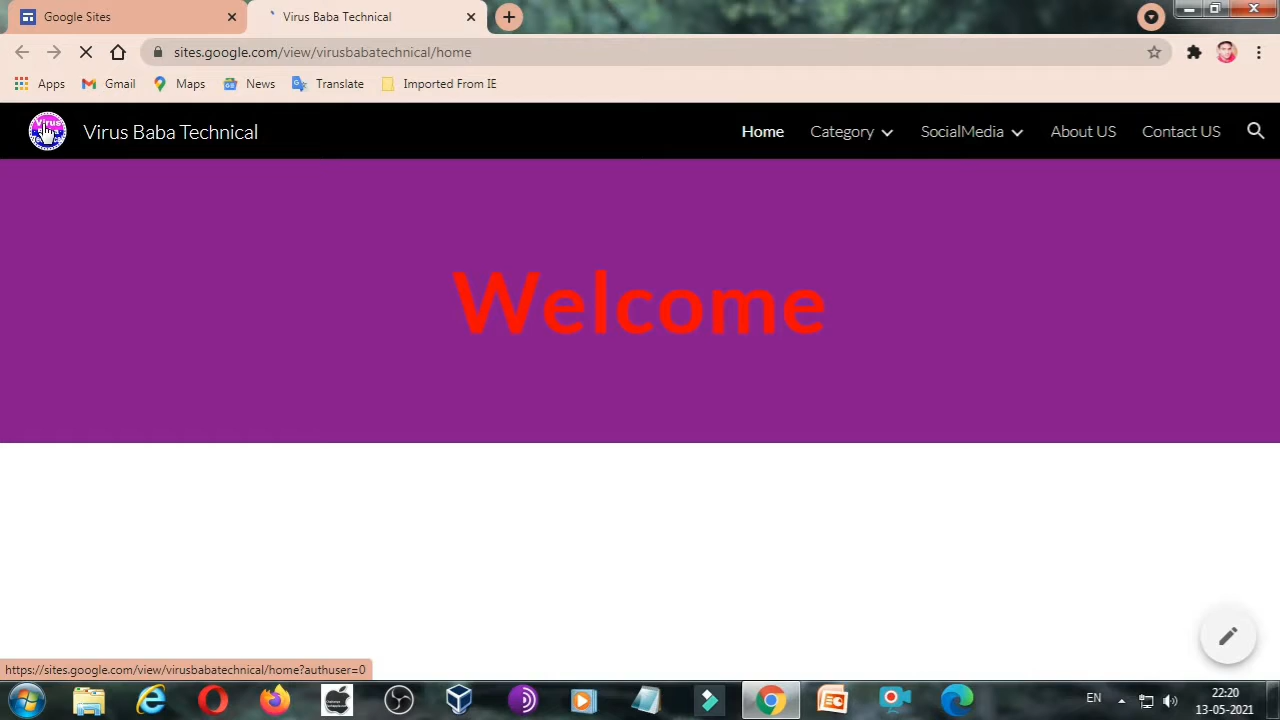 Google Sites
Virus Baba Technical
sites.google.com/view/virusbabatechnical/home
Apps Gmail Maps News Translate Imported From IE
Virus
Virus Baba Technical
Home Category SocialMedia About US Contact US
Welcome
https://sites.google.com/view/virusbabatechnical/home?authuser=0
EN
22:20
13-05-2021